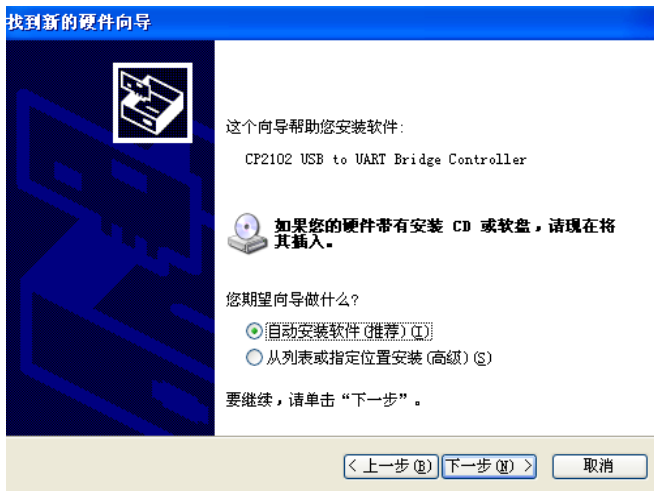 找到新的硬件向导
这个向导帮助您安装软件:
CP2102 USB to UART Bridge Controller
如果您的硬件带有安装 CD 或软盘，请现在将
其插入。
您期望向导做什么?
自动安装软件(推荐)(I)
从列表或指定位置安装(高级)(S)
要继续，请单击“下一步”。
< 上一步(B) 下一步(N) > 取消